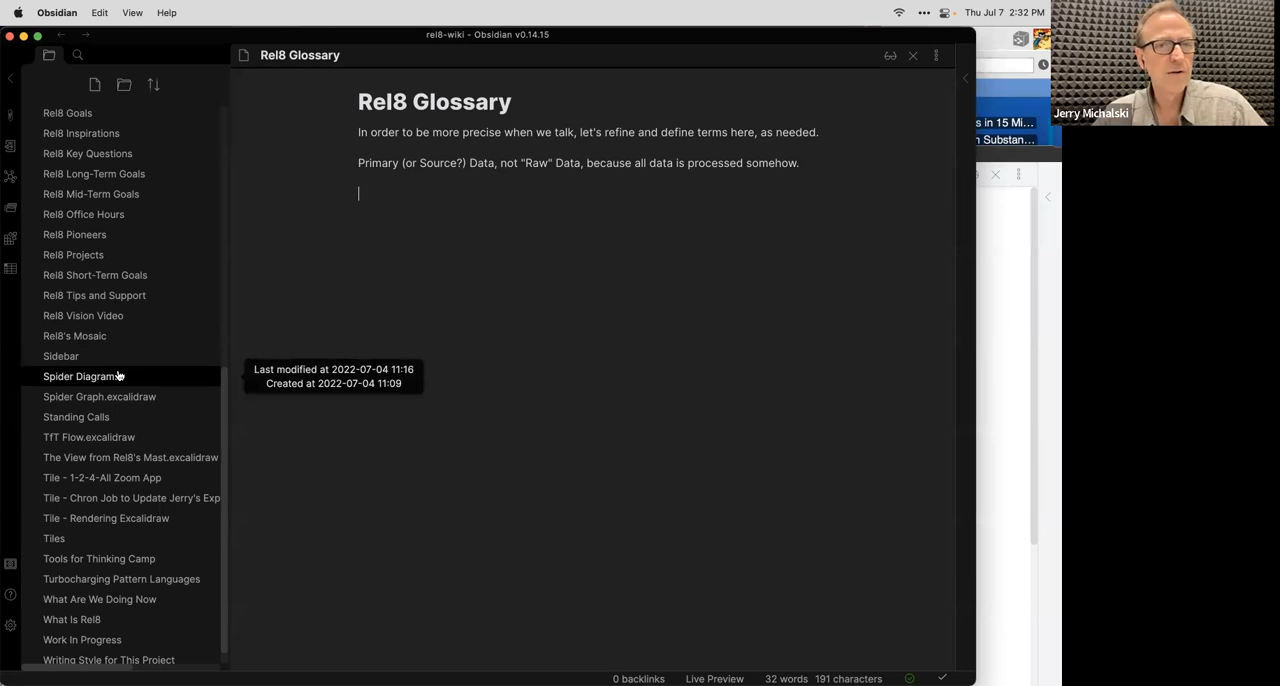 Obsidian Edit View Help
Thu Jul 7 2:32 PM
rel8-wiki - Obsidian v0.14.15
Rel8 Glossary
Rel8 Glossary
In order to be more precise when we talk, let's refine and define terms here, as needed.
Primary (or Source?) Data, not "Raw" Data, because all data is processed somehow.
Rel8 Goals
Rel8 Inspirations
Rel8 Key Questions
Rel8 Long-Term Goals
Rel8 Mid-Term Goals
Rel8 Office Hours
Rel8 Pioneers
Rel8 Projects
Rel8 Short-Term Goals
Rel8 Tips and Support
Rel8 Vision Video
Rel8's Mosaic
Sidebar
Spider Diagram
Spider Graph.excalidraw
Standing Calls
TfT Flow.excalidraw
The View from Rel8's Mast.excalidraw
Tile - 1-2-4-All Zoom App
Tile - Chron Job to Update Jerry's Exp
Tile - Rendering Excalidraw
Tiles
Tools for Thinking Camp
Turbocharging Pattern Languages
What Are We Doing Now
What Is Rel8
Work In Progress
Writing Style for This Project
Last modified at 2022-07-04 11:16
Created at 2022-07-04 11:09
0 backlinks Live Preview 32 words 191 characters
s in 15 Mi...
Substan...
Jerry Michalski